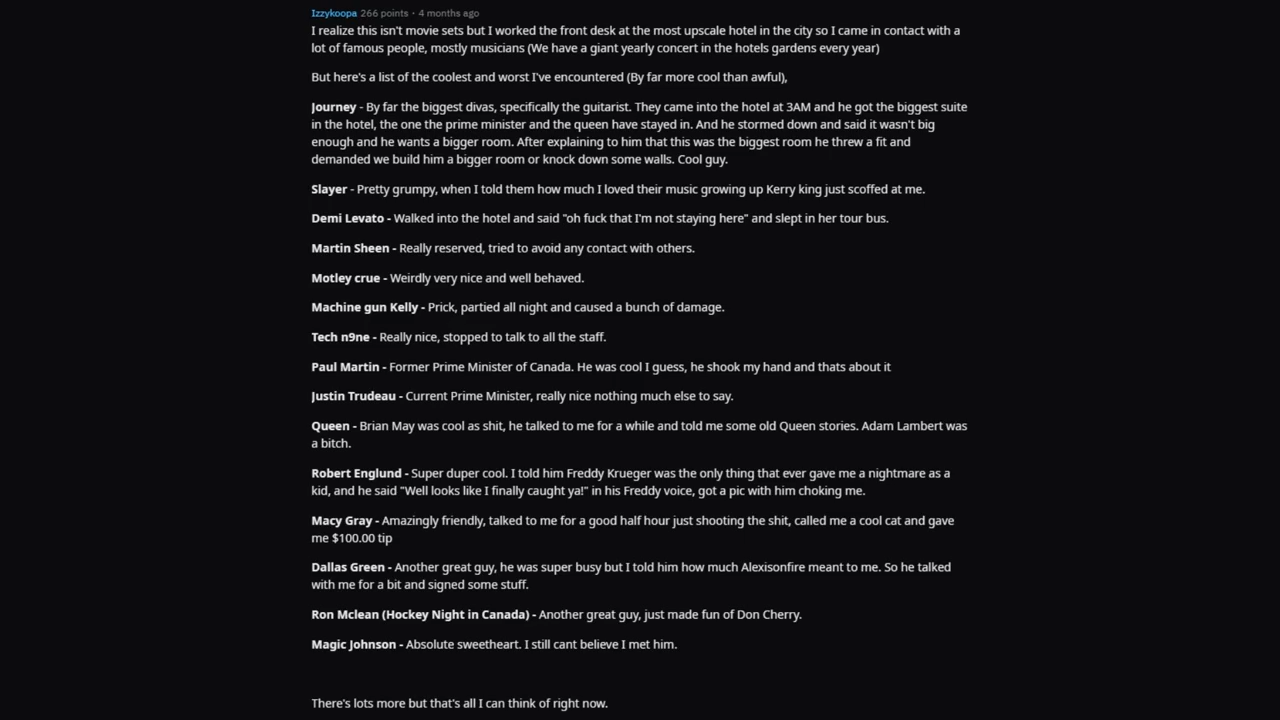 Izzykoopa 266 points · 4 months ago
I realize this isn't movie sets but I worked the front desk at the most upscale hotel in the city so I came in contact with a
lot of famous people, mostly musicians (We have a giant yearly concert in the hotels gardens every year)
But here's a list of the coolest and worst I've encountered (By far more cool than awful),
Journey - By far the biggest divas, specifically the guitarist. They came into the hotel at 3AM and he got the biggest suite
in the hotel, the one the prime minister and the queen have stayed in. And he stormed down and said it wasn't big
enough and he wants a bigger room. After explaining to him that this was the biggest room he threw a fit and
demanded we build him a bigger room or knock down some walls. Cool guy.
Slayer - Pretty grumpy, when I told them how much I loved their music growing up Kerry king just scoffed at me.
Demi Levato - Walked into the hotel and said "oh fuck that I'm not staying here" and slept in her tour bus.
Martin Sheen - Really reserved, tried to avoid any contact with others.
Motley crue - Weirdly very nice and well behaved.
Machine gun Kelly - Prick, partied all night and caused a bunch of damage.
Tech n9ne - Really nice, stopped to talk to all the staff.
Paul Martin - Former Prime Minister of Canada. He was cool I guess, he shook my hand and thats about it
Justin Trudeau - Current Prime Minister, really nice nothing much else to say.
Queen - Brian May was cool as shit, he talked to me for a while and told me some old Queen stories. Adam Lambert was
a bitch.
Robert Englund - Super duper cool. I told him Freddy Krueger was the only thing that ever gave me a nightmare as a
kid, and he said "Well looks like I finally caught ya!" in his Freddy voice, got a pic with him choking me.
Macy Gray - Amazingly friendly, talked to me for a good half hour just shooting the shit, called me a cool cat and gave
me $100.00 tip
Dallas Green - Another great guy, he was super busy but I told him how much Alexisonfire meant to me. So he talked
with me for a bit and signed some stuff.
Ron Mclean (Hockey Night in Canada) - Another great guy, just made fun of Don Cherry.
Magic Johnson - Absolute sweetheart. I still cant believe I met him.
There's lots more but that's all I can think of right now.